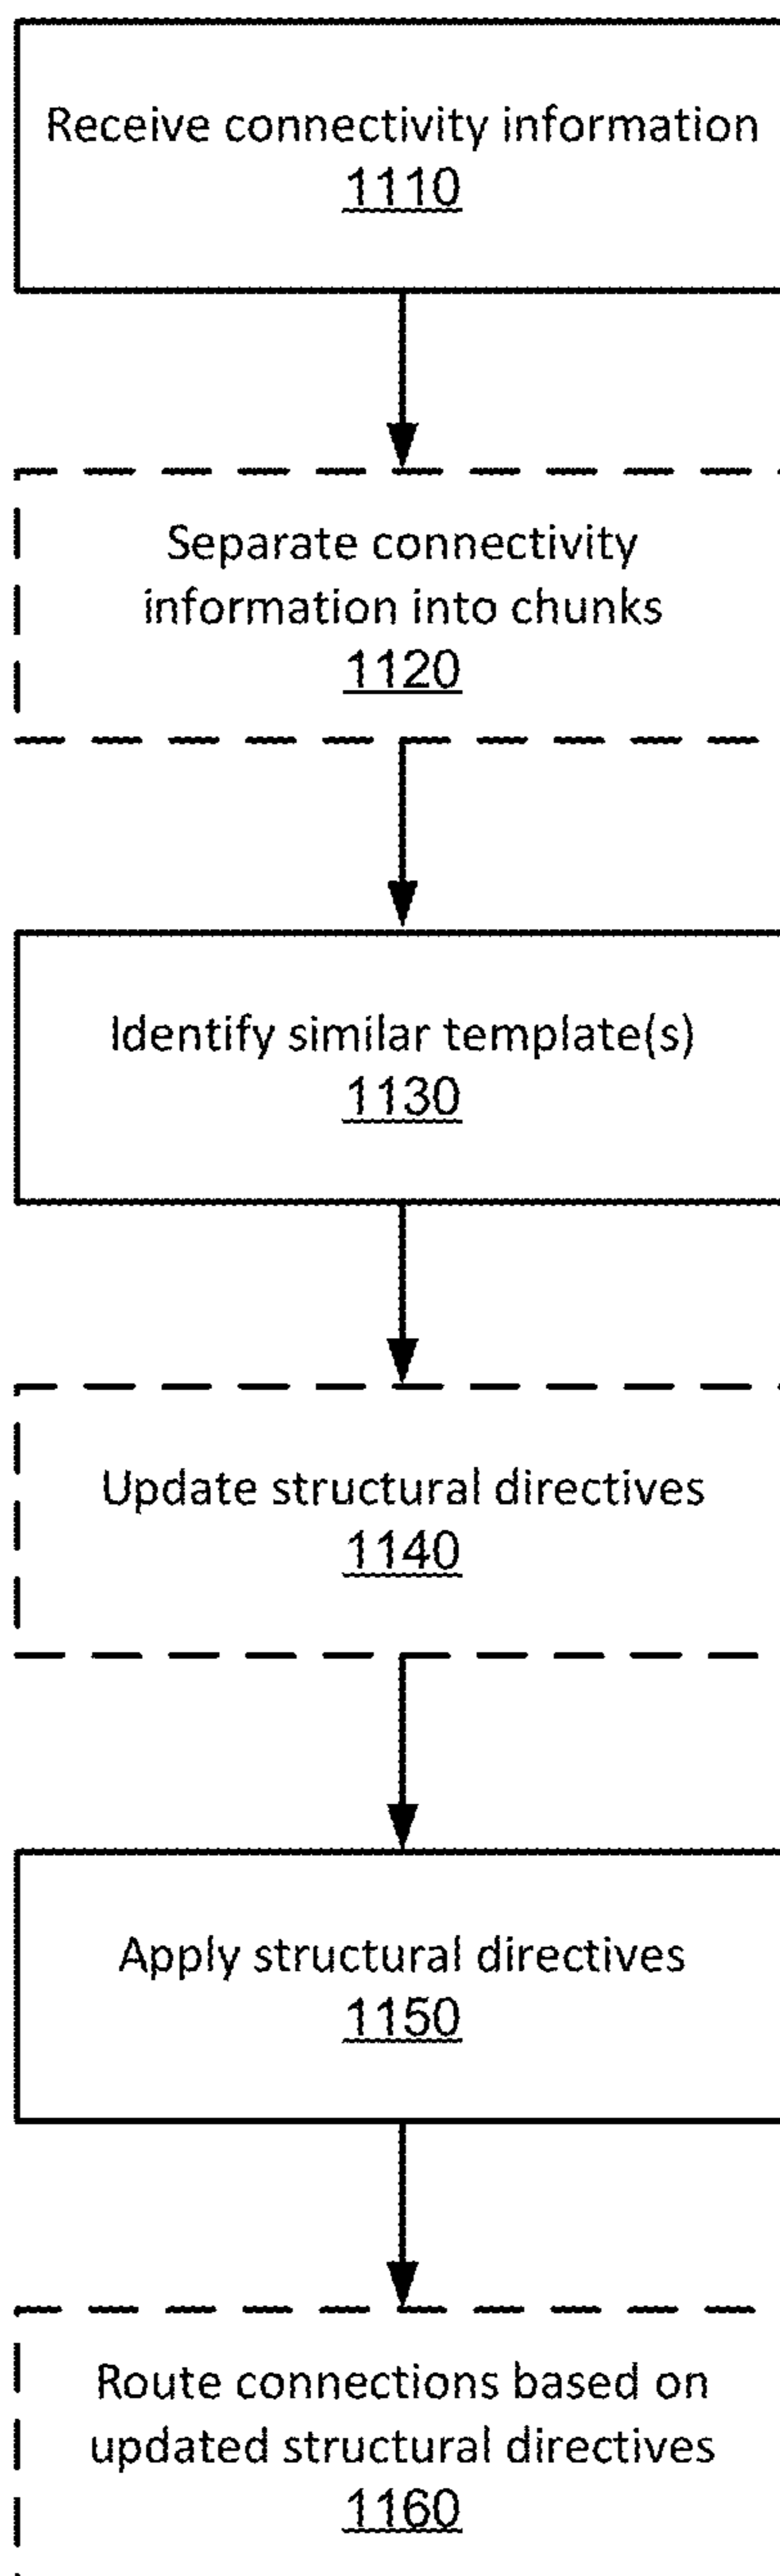 Receive connectivity information
1110
Separate connectivity
information into chunks
1120
Identify similar template(s)
1130
Update structural directives
1140
Apply structural directives
1150
Route connections based on
updated structural directives
1160